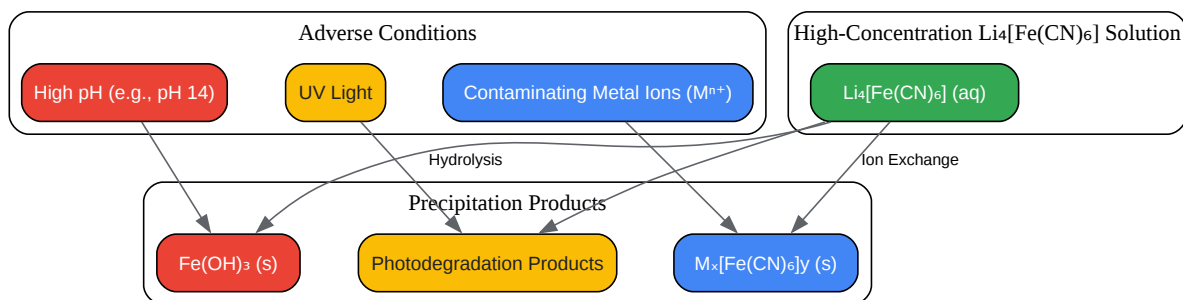 Adverse Conditions
High-Concentration Li₄[Fe(CN)₆] Solution
High pH (e.g., pH 14)
UV Light
Contaminating Metal Ions (Mⁿ⁺)
Li₄[Fe(CN)₆] (aq)
Hydrolysis
Ion Exchange
Precipitation Products
Fe(OH)₃ (s)
Photodegradation Products
Mₓ[Fe(CN)₆]y (s)